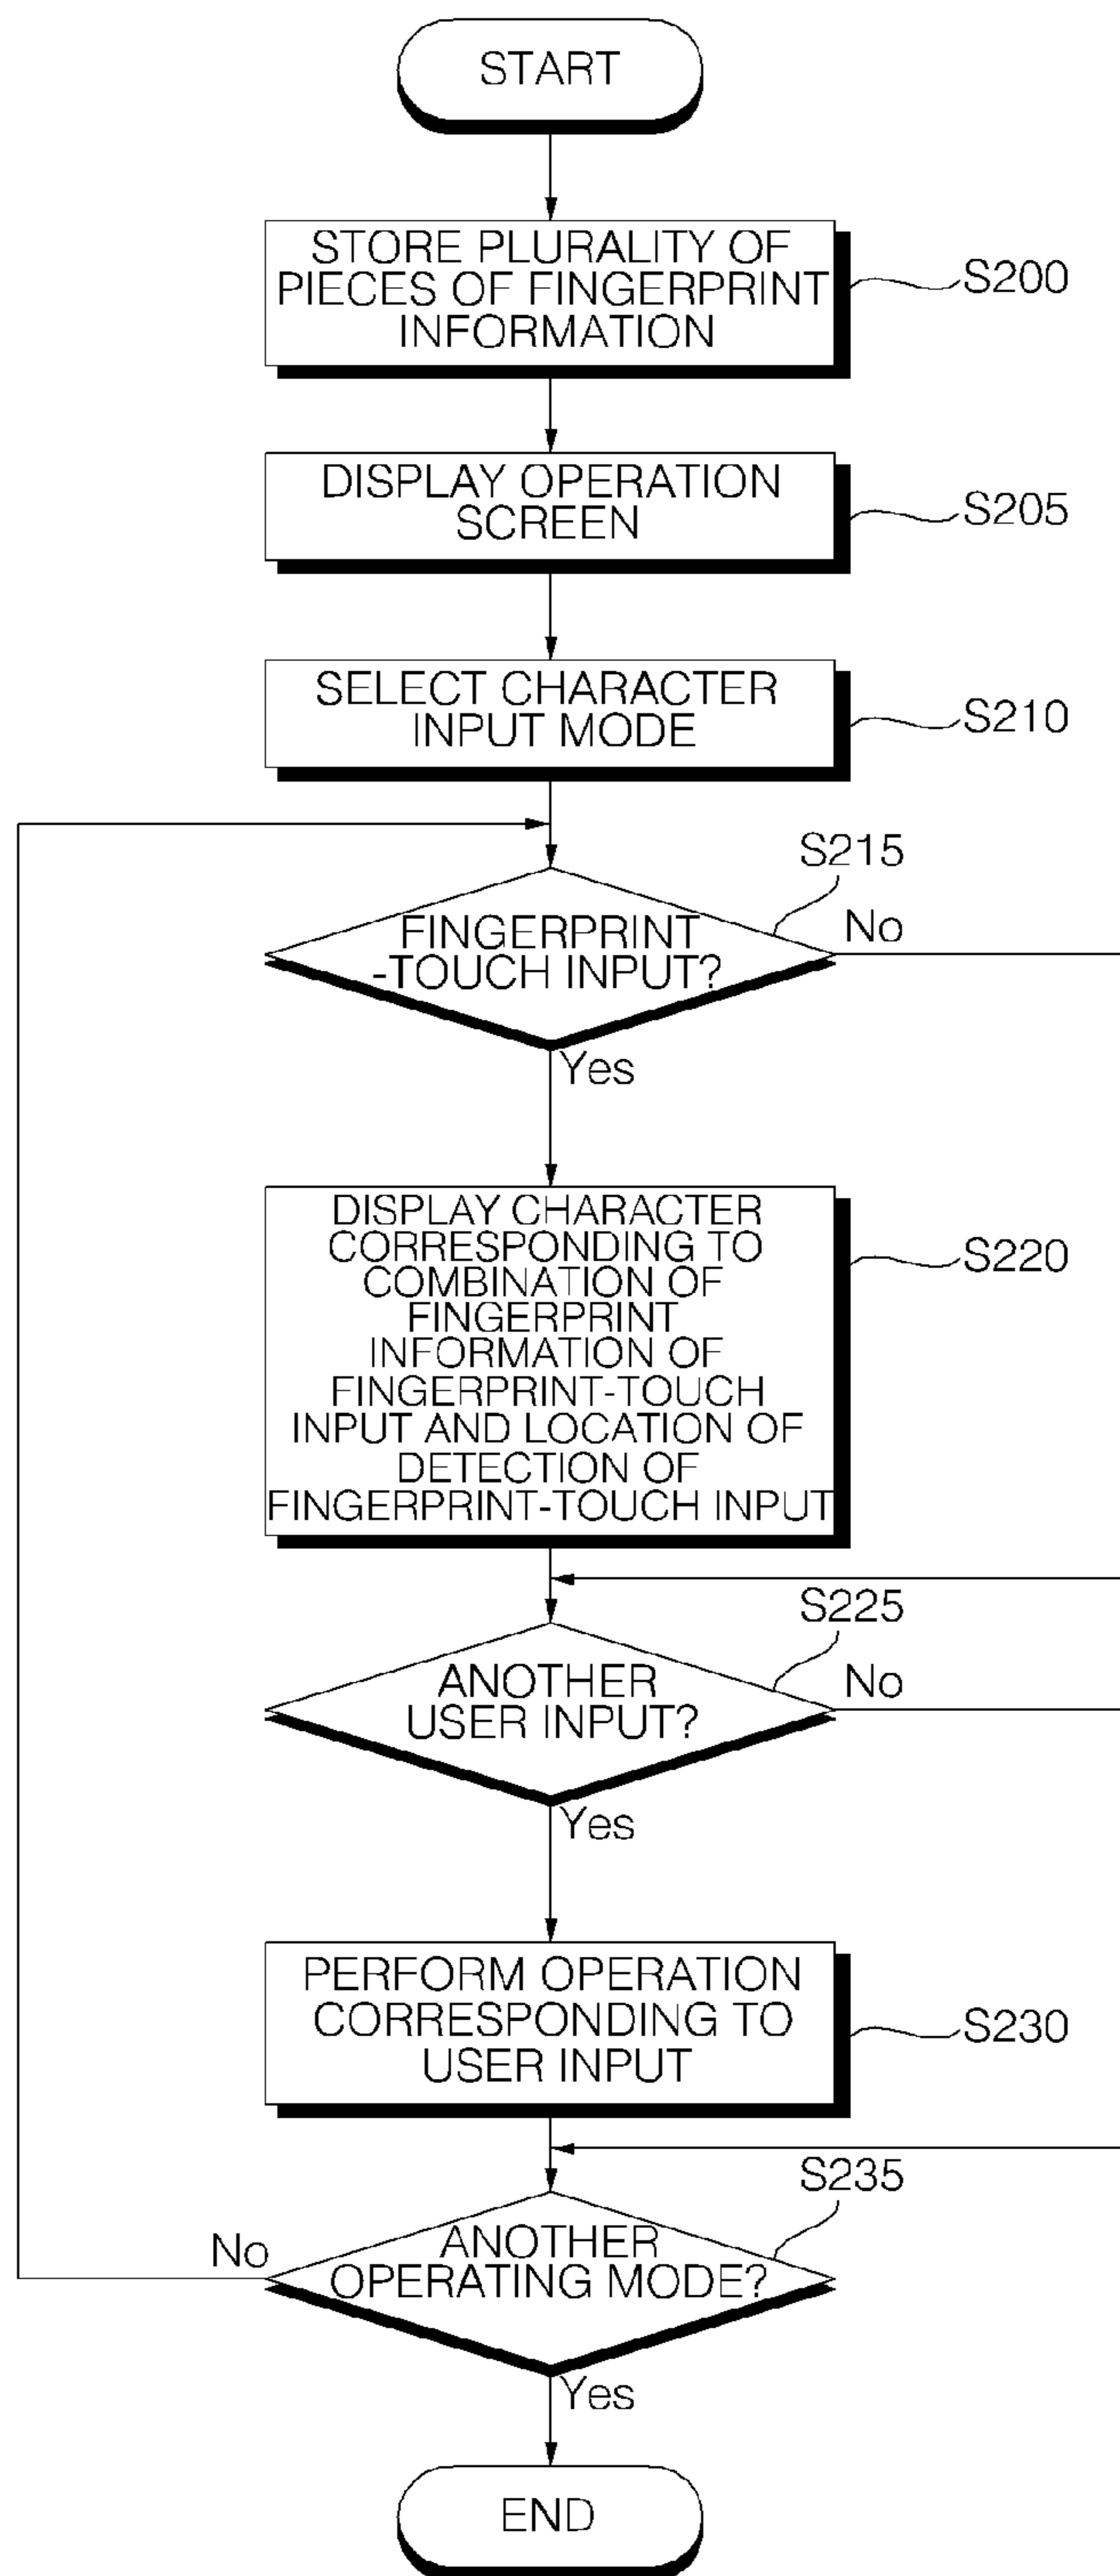 START
STORE PLURALITY OF
PIECES OF FINGERPRINT
INFORMATION
S200
DISPLAY OPERATION
SCREEN
S205
SELECT CHARACTER
INPUT MODE
S210
S215
FINGERPRINT
-TOUCH INPUT?
No
Yes
DISPLAY CHARACTER
CORRESPONDING TO
COMBINATION OF
FINGERPRINT
INFORMATION OF
FINGERPRINT-TOUCH
INPUT AND LOCATION OF
DETECTION OF
FINGERPRINT-TOUCH INPUT
S220
S225
ANOTHER
USER INPUT?
No
Yes
PERFORM OPERATION
CORRESPONDING TO
USER INPUT
S230
S235
ANOTHER
OPERATING MODE?
No
Yes
END